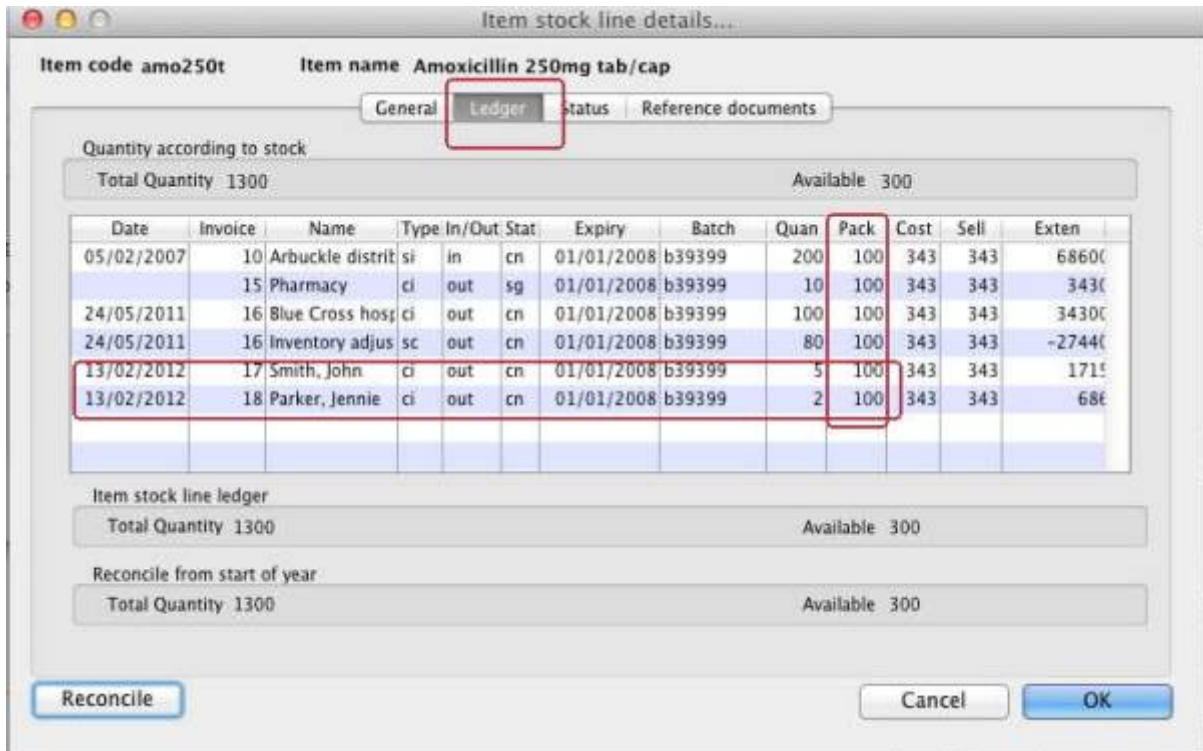 Item stock line details...
Item code amo250t Item name Amoxicillin 250mg tab/cap
General Ledger Status Reference documents
Quantity according to stock
Total Quantity 1300 Available 300
Date Invoice Name Type In/Out Stat Expiry Batch Quan Pack Cost Sell Exten
05/02/2007 10 Arbuckle distrit si in cn 01/01/2008 b39399 200 100 343 343 68600
15 Pharmacy ci out sg 01/01/2008 b39399 10 100 343 343 3430
24/05/2011 16 Blue Cross hosp ci out cn 01/01/2008 b39399 100 100 343 343 34300
24/05/2011 16 Inventory adjus sc out cn 01/01/2008 b39399 80 100 343 343 -27440
13/02/2012 17 Smith, John ci out cn 01/01/2008 b39399 5 100 343 343 1715
13/02/2012 18 Parker, Jennie ci out cn 01/01/2008 b39399 2 100 343 343 686
Item stock line ledger
Total Quantity 1300 Available 300
Reconcile from start of year
Total Quantity 1300 Available 300
Reconcile Cancel OK